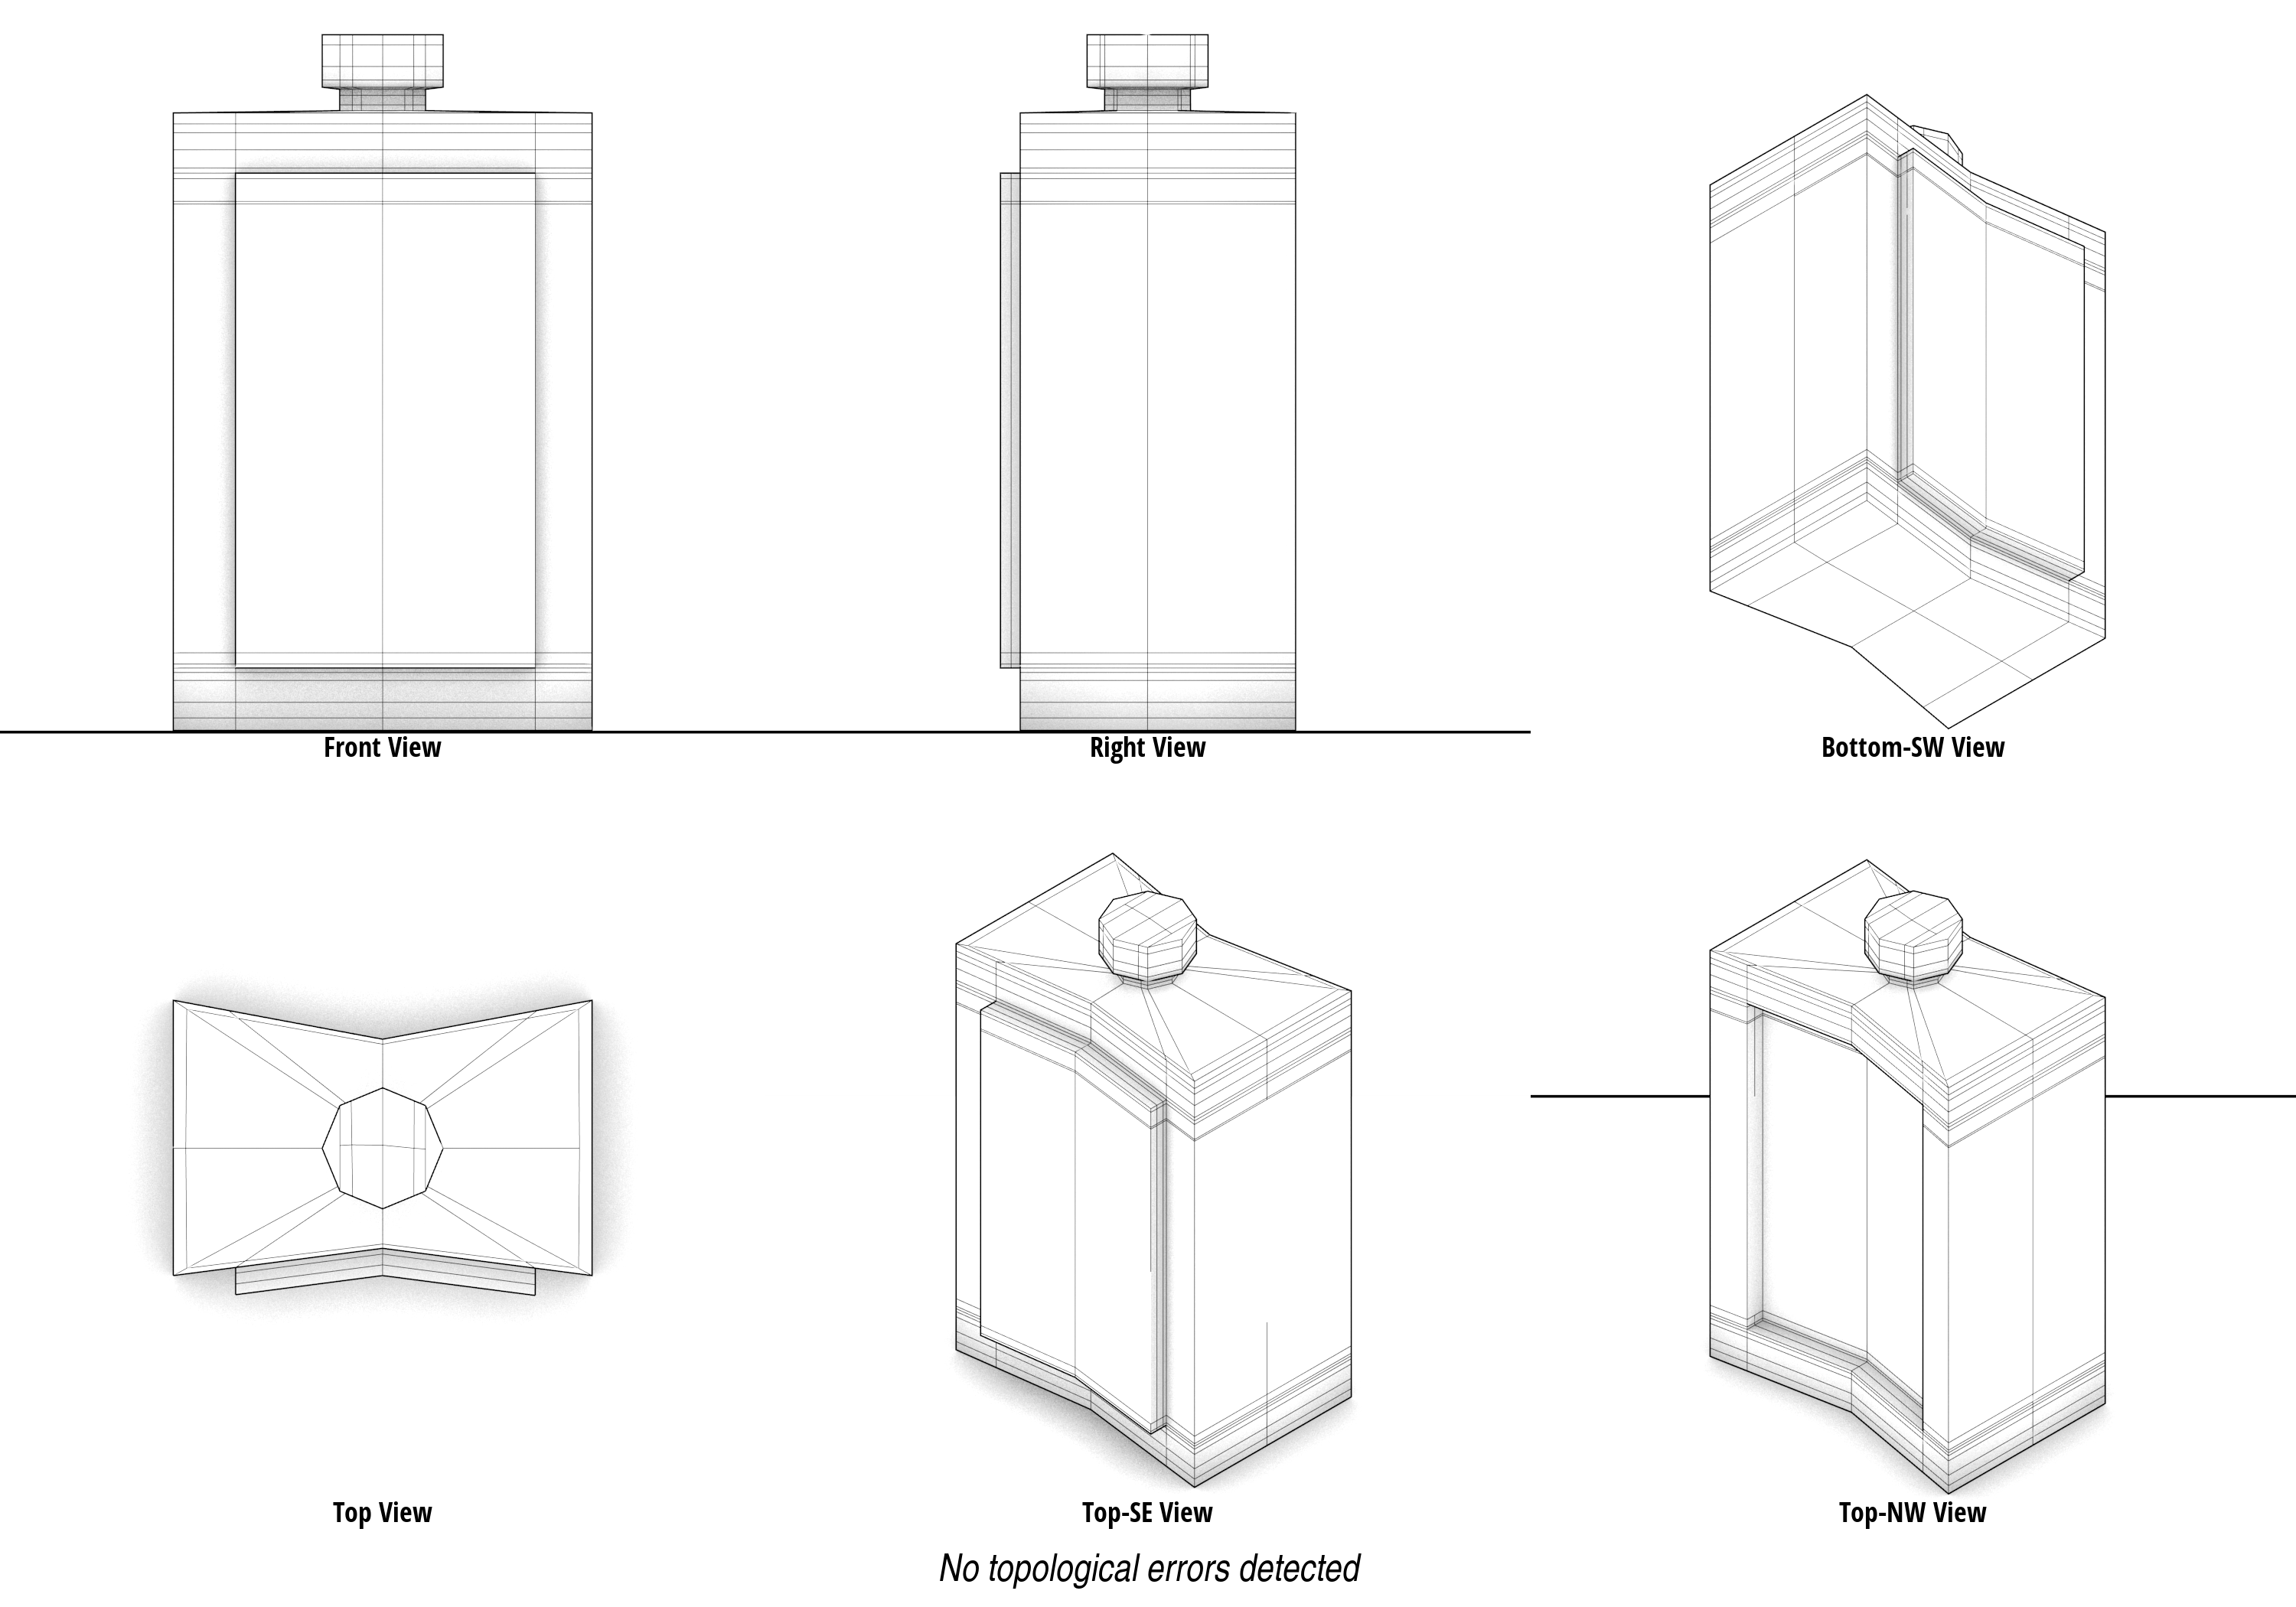 Front View
Right View
Bottom-SW View
Top View
Top-SE View
Top-NW View
No topological errors detected